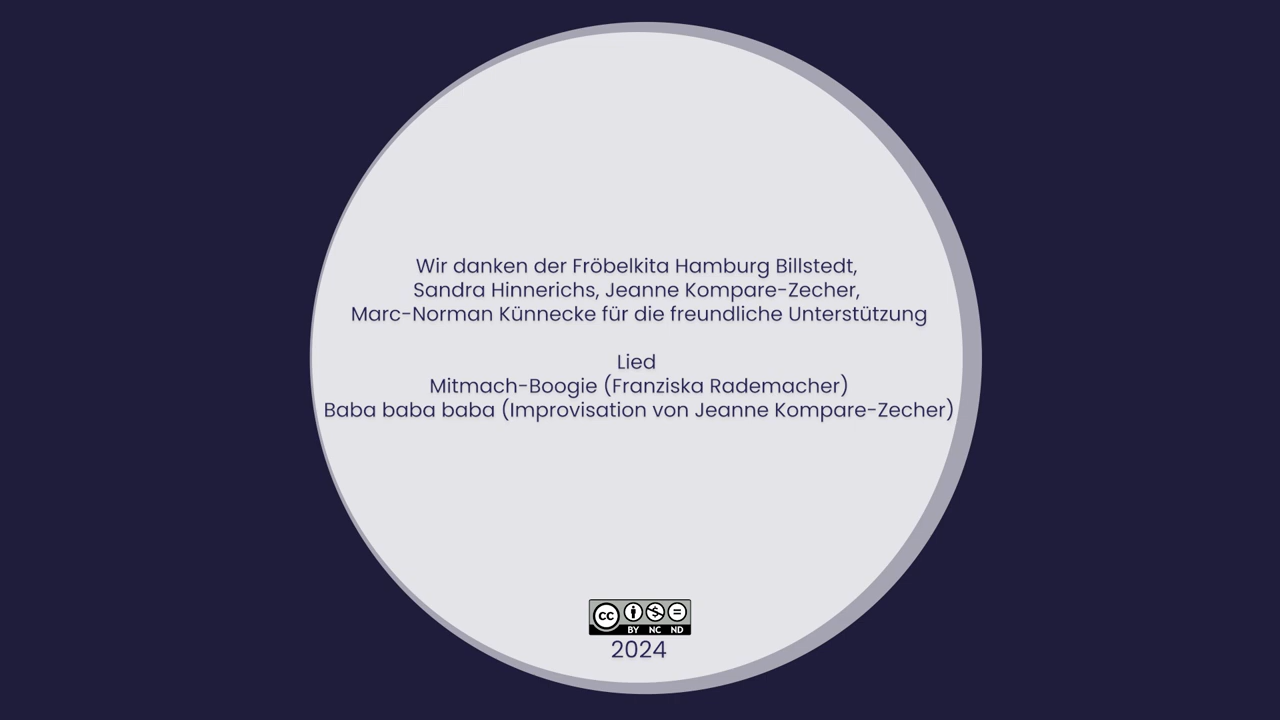 Wir danken der Fröbelkita Hamburg Billstedt,
Sandra Hinnerichs, Jeanne Kompare-Zecher,
Marc-Norman Künnecke für die freundliche Unterstützung
Lied
Mitmach-Boogie (Franziska Rademacher)
Baba baba baba (Improvisation von Jeanne Kompare-Zecher)
cc BY NC ND
2024